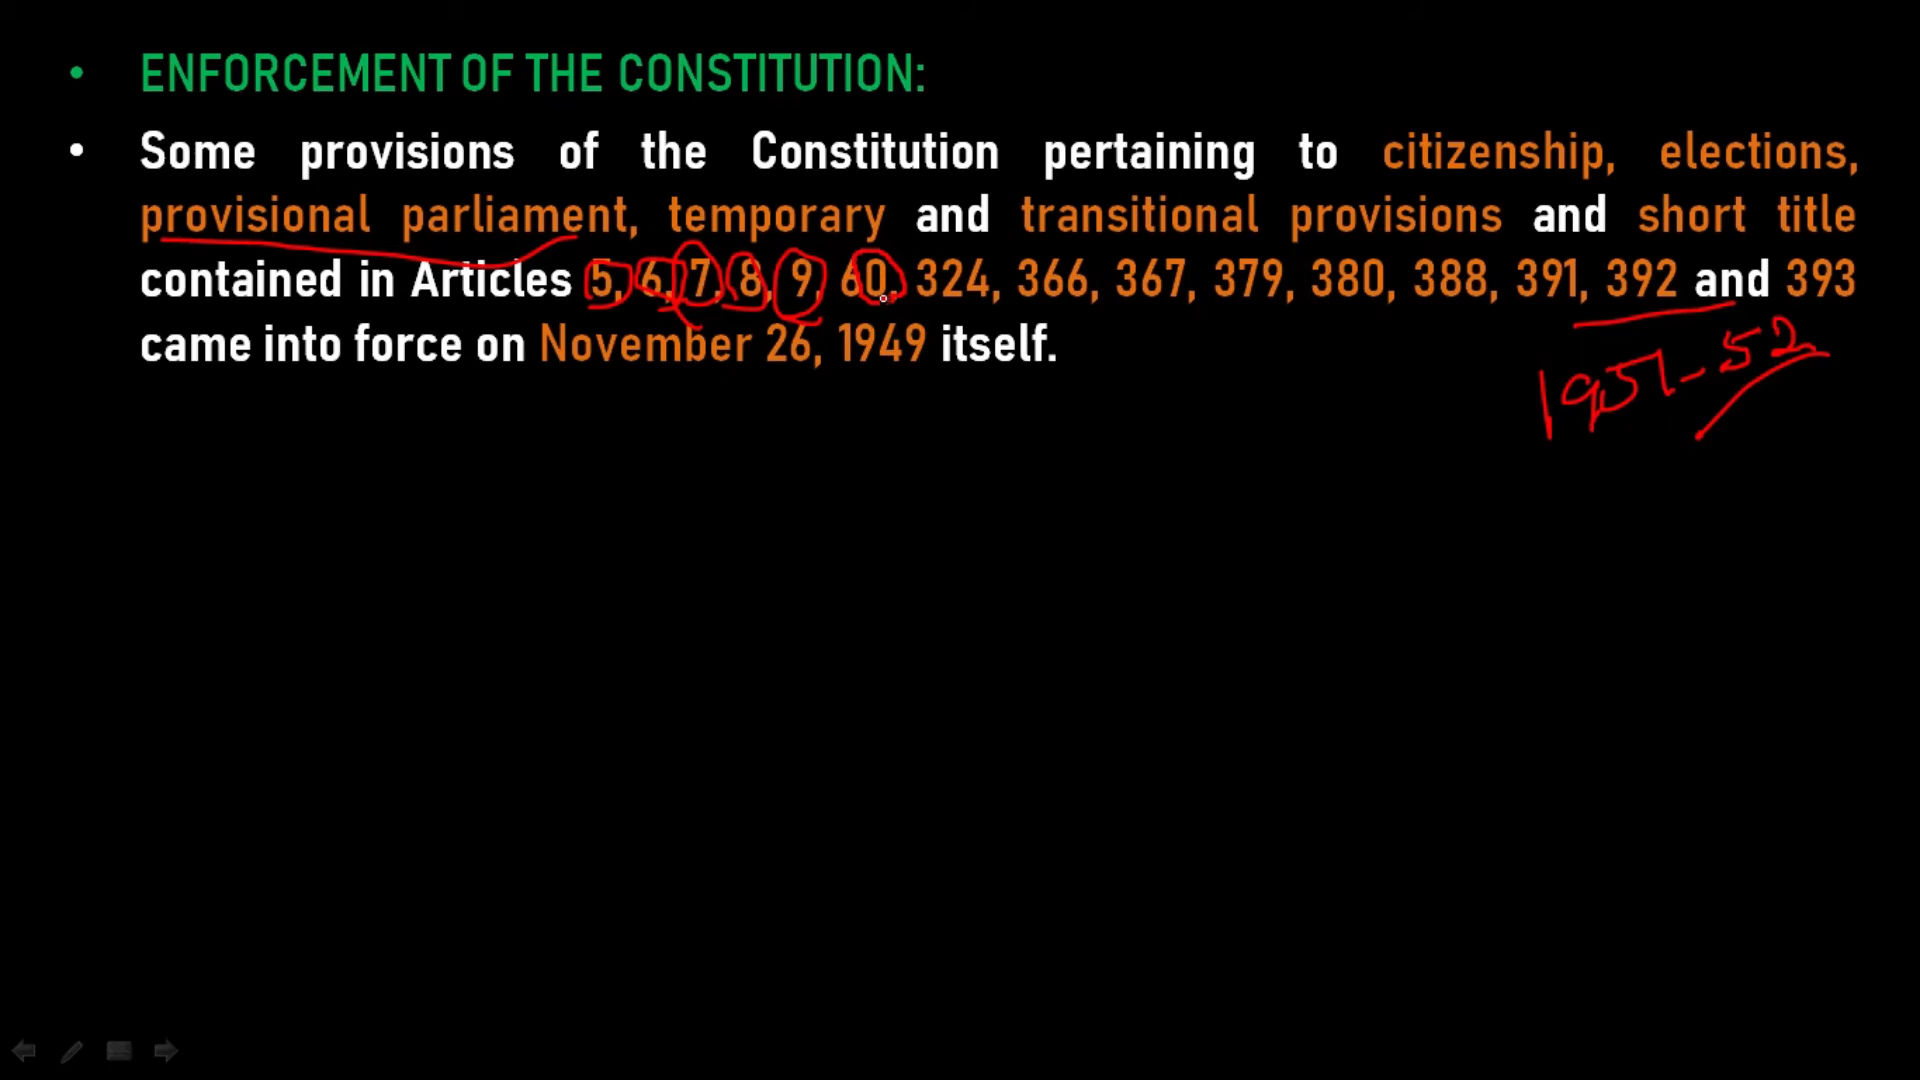 • ENFORCEMENT OF THE CONSTITUTION:
• Some provisions of the Constitution pertaining to citizenship, elections,
provisional parliament, temporary and transitional provisions and short title
contained in Articles 5, 6, 7, 8, 9, 60, 324, 366, 367, 379, 380, 388, 391, 392 and 393
came into force on November 26, 1949 itself.
1951-52